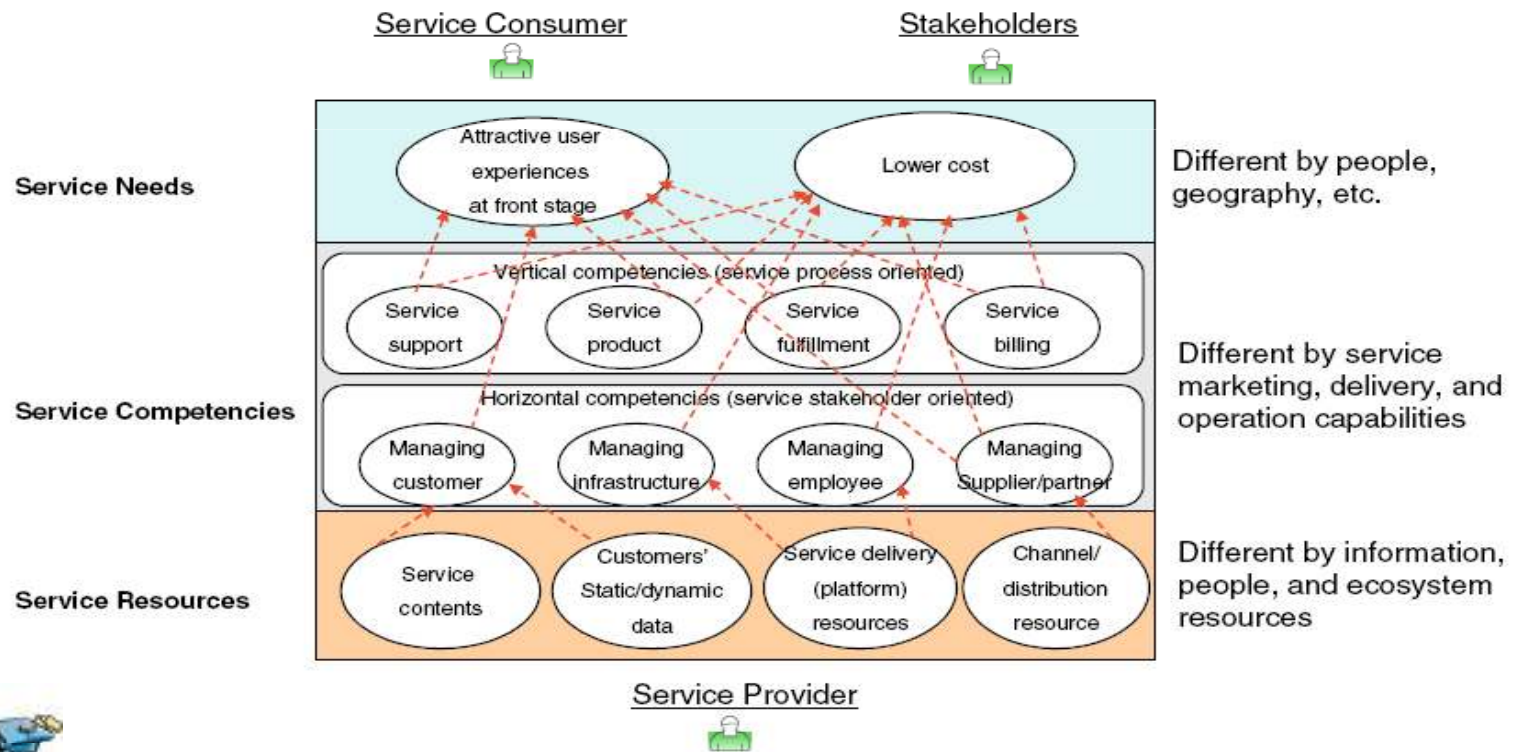 Service Consumer
Stakeholders
Service Needs
Attractive user
experiences
at front stage
Lower cost
Different by people,
geography, etc.
Service Competencies
Vertical competencies (service process oriented)
Service
support
Service
product
Service
fulfillment
Service
billing
Horizontal competencies (service stakeholder oriented)
Managing
customer
Managing
infrastructure
Managing
employee
Managing
Supplier/partner
Different by service
marketing, delivery, and
operation capabilities
Service Resources
Service
contents
Customers'
Static/dynamic
data
Service delivery
(platform)
resources
Channel/
distribution
resource
Different by information,
people, and ecosystem
resources
Service Provider